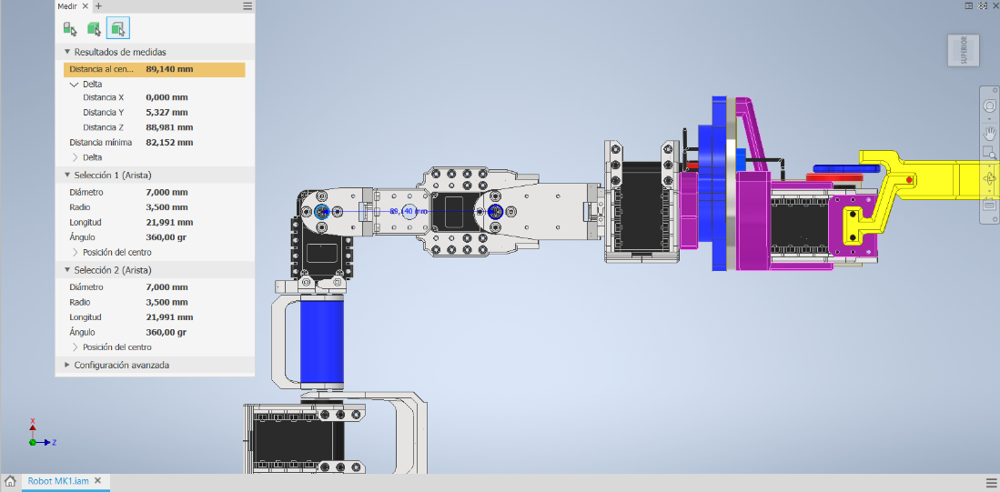 Medir
Resultados de medidas
Distancia al cen... 89,140 mm
Delta
Distancia X 0,000 mm
Distancia Y 5,327 mm
Distancia Z 88,981 mm
Distancia mínima 82,152 mm
Delta
Selección 1 (Arista)
Diámetro 7,000 mm
Radio 3,500 mm
Longitud 21,991 mm
Ángulo 360,00 gr
Posición del centro
Selección 2 (Arista)
Diámetro 7,000 mm
Radio 3,500 mm
Longitud 21,991 mm
Ángulo 360,00 gr
Posición del centro
Configuración avanzada
89,140 mm
SUPERIOR
X
Z
Robot MK1.iam